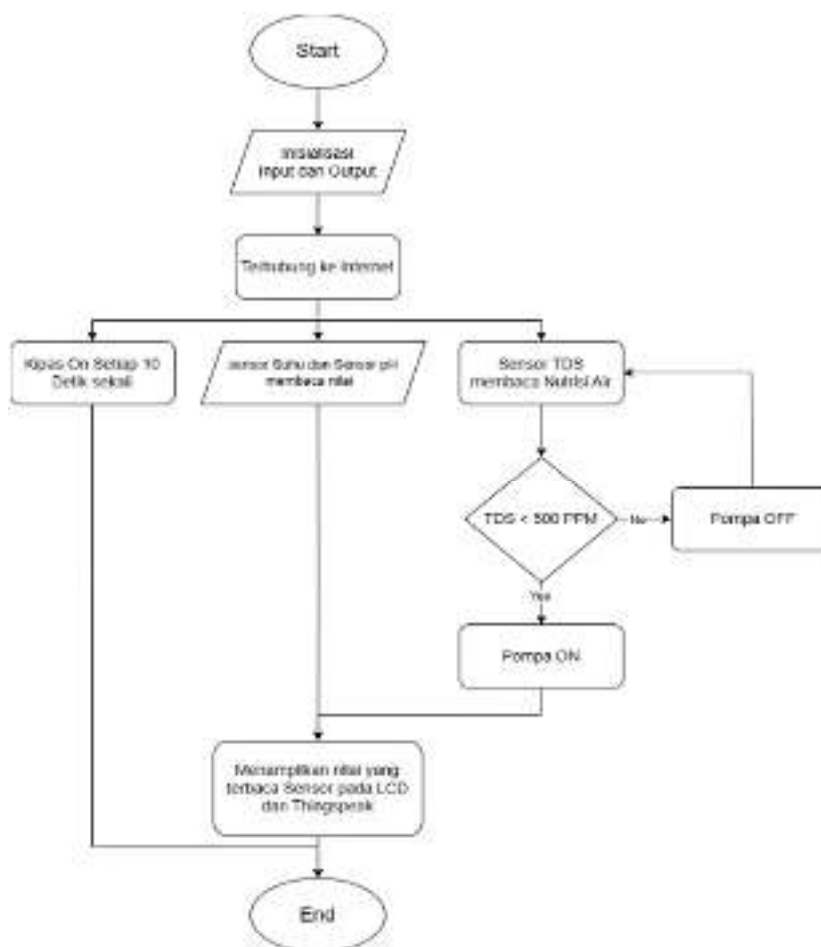 Start
Inisialisasi
Input dan Output
Terhubung ke Internet
Kipas On Setiap 10
Detik sekali
sensor Suhu dan Sensor pH
membaca nilai
Sensor TDS
membaca Nutrisi Air
TDS < 500 PPM
No
Pompa OFF
Yes
Pompa ON
Menampilkan nilai yang
terbaca Sensor pada LCD
dan Thingspeak
End